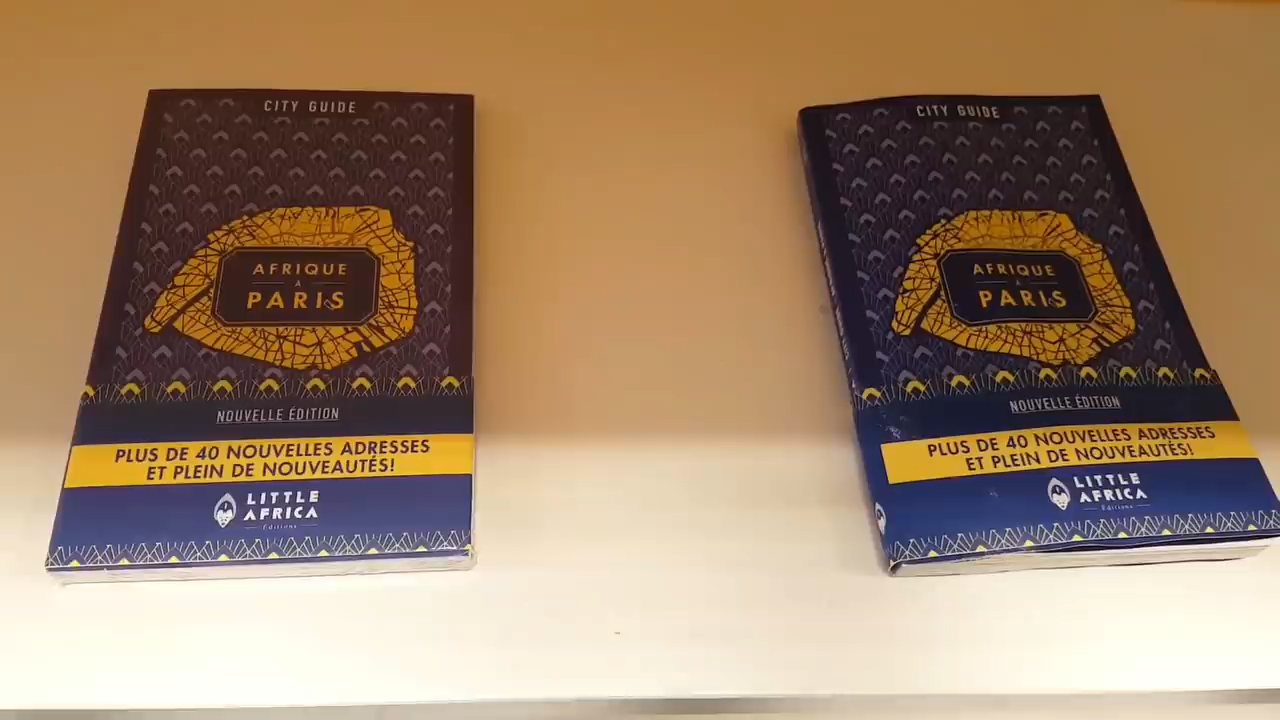 CITY GUIDE
AFRIQUE
À
PARIS
NOUVELLE ÉDITION
PLUS DE 40 NOUVELLES ADRESSES
ET PLEIN DE NOUVEAUTÉS!
LITTLE
AFRICA
Éditions
CITY GUIDE
AFRIQUE
À
PARIS
NOUVELLE ÉDITION
PLUS DE 40 NOUVELLES ADRESSES
ET PLEIN DE NOUVEAUTÉS!
LITTLE
AFRICA
Éditions